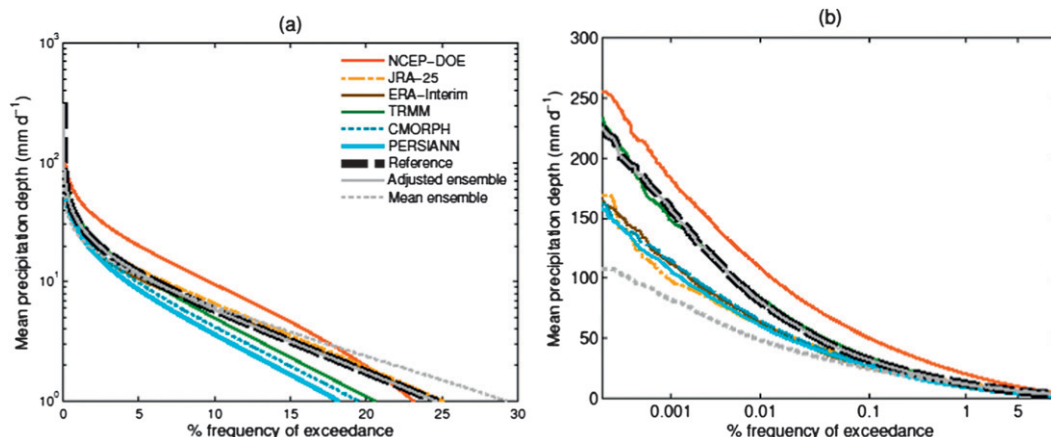 (a)
Mean precipitation depth (mm d⁻¹)
10³
10²
10¹
10⁰
0 5 10 15 20 25 30
% frequency of exceedance
NCEP-DOE
JRA-25
ERA-Interim
TRMM
CMORPH
PERSIANN
Reference
Adjusted ensemble
Mean ensemble
(b)
Mean precipitation depth (mm d⁻¹)
300
250
200
150
100
50
0
0.001 0.01 0.1 1 5
% frequency of exceedance